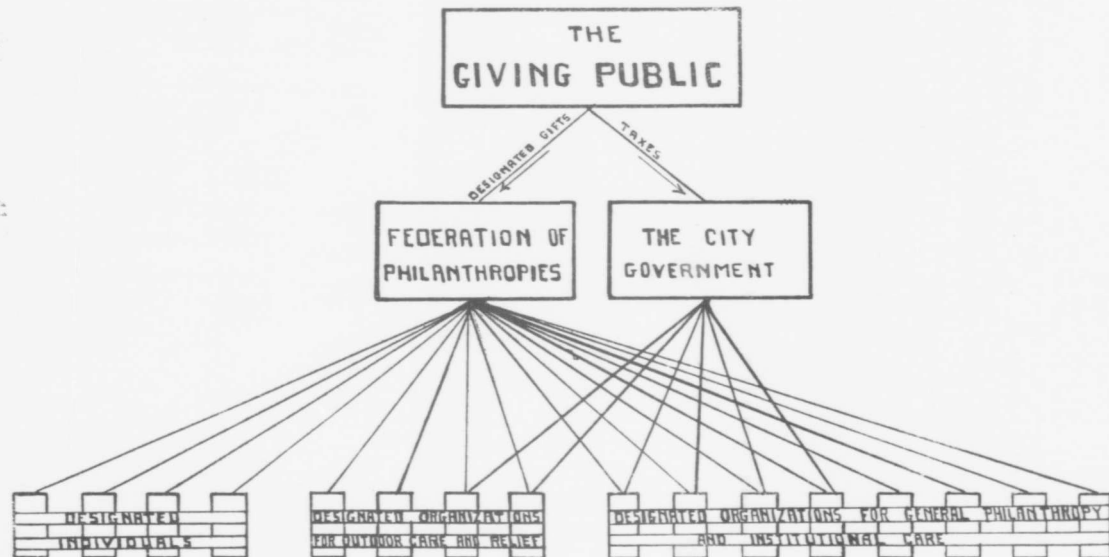 THE
GIVING PUBLIC
DESIGNATED GIFTS
TAXES
FEDERATION OF
PHILANTHROPIES
THE CITY
GOVERNMENT
DESIGNATED
INDIVIDUALS
DESIGNATED ORGANIZATIONS
FOR OUTDOOR CARE AND RELIEF
DESIGNATED ORGANIZATIONS FOR GENERAL PHILANTHROPY
AND INSTITUTIONAL CARE